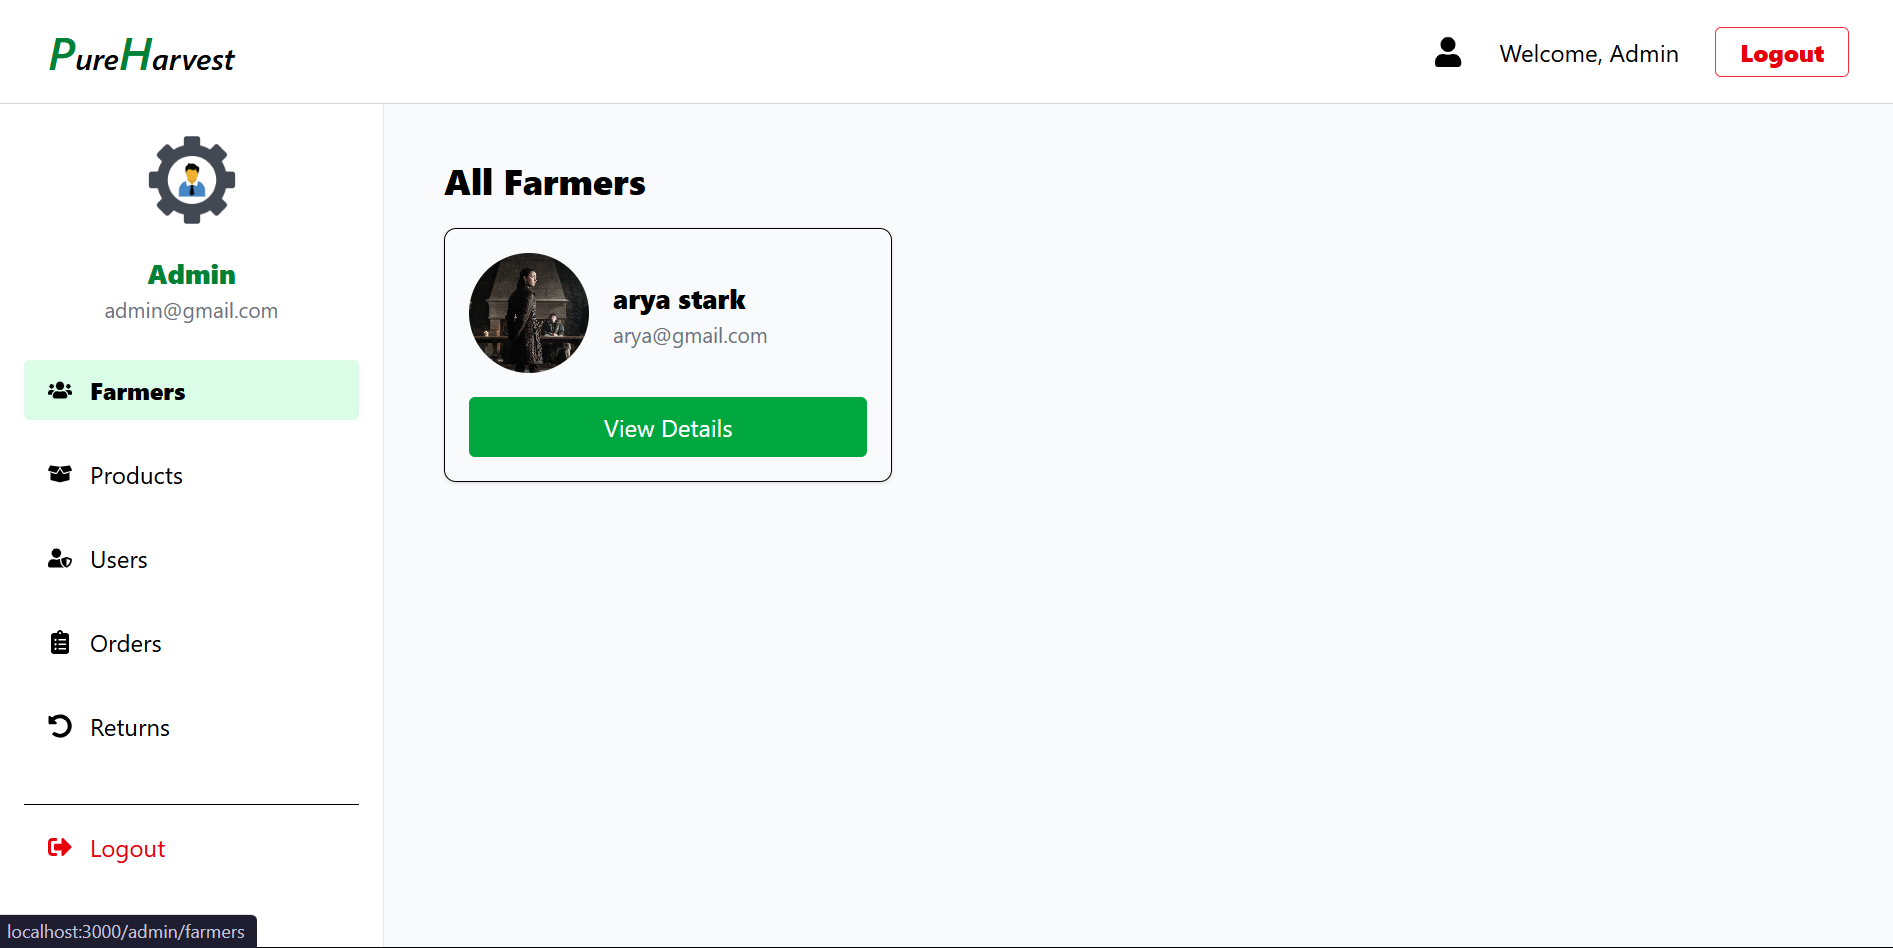 PureHarvest
Welcome, Admin
Logout
Admin
admin@gmail.com
Farmers
Products
Users
Orders
Returns
Logout
All Farmers
arya stark
arya@gmail.com
View Details
localhost:3000/admin/farmers